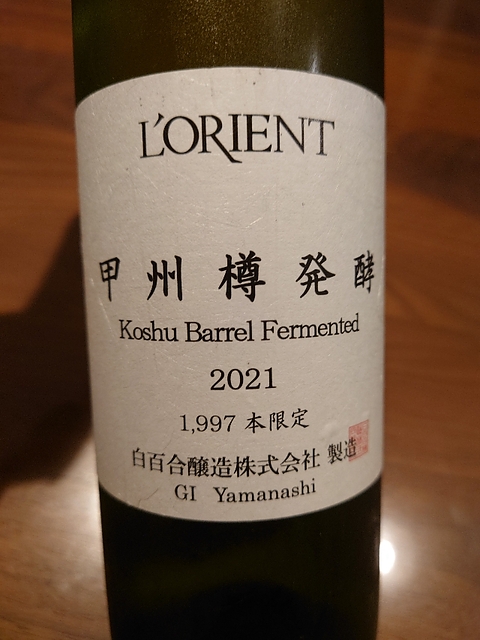 L'ORIENT
甲州樽発酵
Koshu Barrel Fermented
2021
1,997 本限定
白百合醸造株式会社 製造
GI Yamanashi